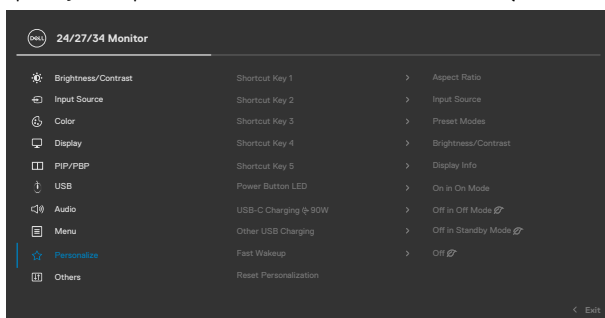 DELL 24/27/34 Monitor
Brightness/Contrast Shortcut Key 1 > Aspect Ratio
Input Source Shortcut Key 2 > Input Source
Color Shortcut Key 3 > Preset Modes
Display Shortcut Key 4 > Brightness/Contrast
PIP/PBP Shortcut Key 5 > Display Info
USB Power Button LED > On in On Mode
Audio USB-C Charging 90W > Off in Off Mode
Menu Other USB Charging > Off in Standby Mode
Personalize Fast Wakeup > Off
Others Reset Personalization
< Exit